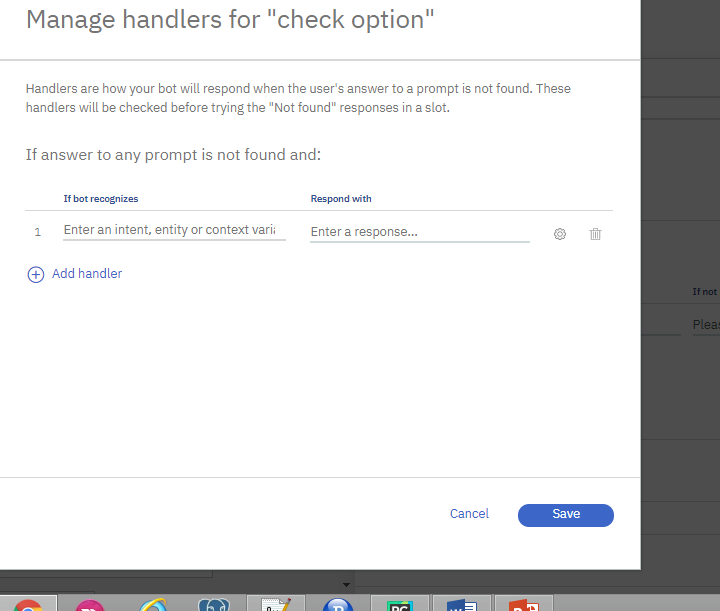 Manage handlers for "check option"
Handlers are how your bot will respond when the user's answer to a prompt is not found. These
handlers will be checked before trying the "Not found" responses in a slot.
If answer to any prompt is not found and:
If bot recognizes
Respond with
1
Enter an intent, entity or context varia
Enter a response...
Add handler
If not
Pleas
Cancel
Save
PC